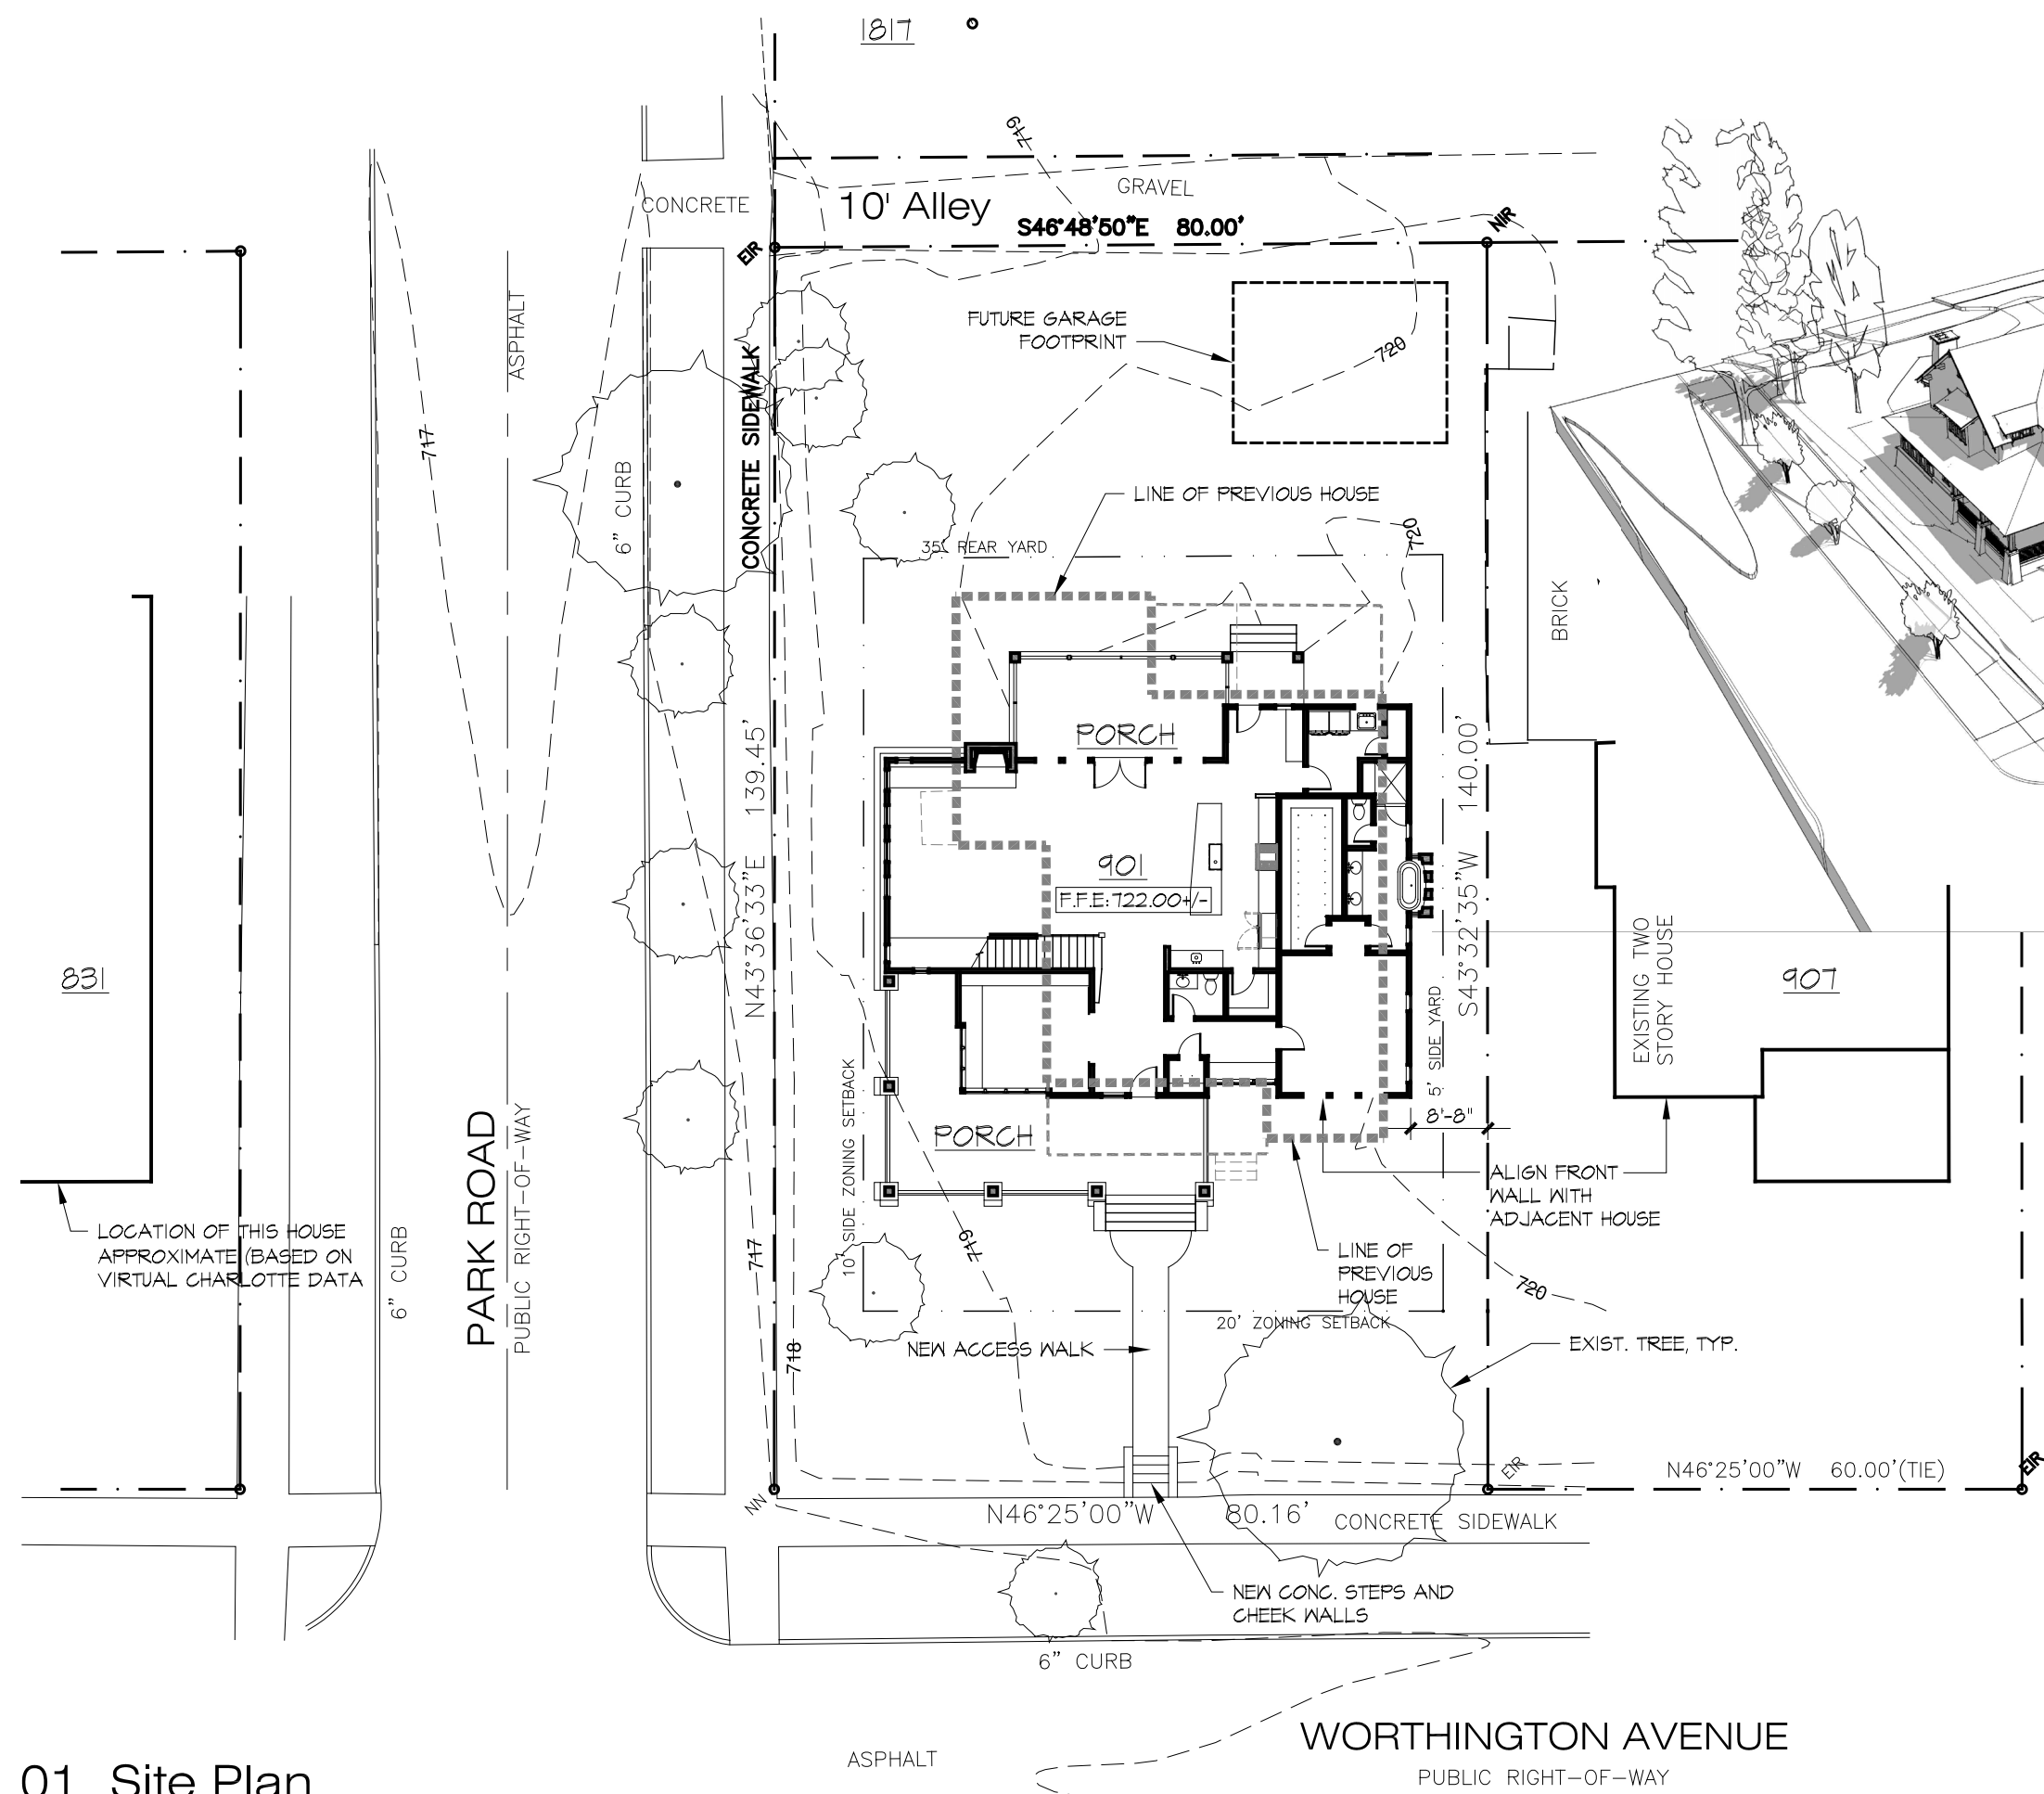 1817
719
CONCRETE
10' Alley
GRAVEL
S46°48'50"E 80.00'
EIR
NIR
ASPHALT
FUTURE GARAGE
FOOTPRINT
720
717
6" CURB
CONCRETE SIDEWALK
LINE OF PREVIOUS HOUSE
35' REAR YARD
720
BRICK
PORCH
N43°36'33"E 139.45'
S43°32'35"W 140.00'
901
F.F.E: 722.00+/-
831
EXISTING TWO
STORY HOUSE
907
10' SIDE ZONING SETBACK
5' SIDE YARD
8'-8"
PORCH
PARK ROAD
PUBLIC RIGHT-OF-WAY
ALIGN FRONT
WALL WITH
ADJACENT HOUSE
LOCATION OF THIS HOUSE
APPROXIMATE (BASED ON
VIRTUAL CHARLOTTE DATA
6" CURB
717
719
LINE OF
PREVIOUS
HOUSE
720
20' ZONING SETBACK
718
NEW ACCESS WALK
EXIST. TREE, TYP.
EIR
N46°25'00"W 60.00'(TIE)
EIR
NN
N46°25'00"W 80.16'
CONCRETE SIDEWALK
NEW CONC. STEPS AND
CHEEK WALLS
6" CURB
WORTHINGTON AVENUE
PUBLIC RIGHT-OF-WAY
ASPHALT
01 Site Plan